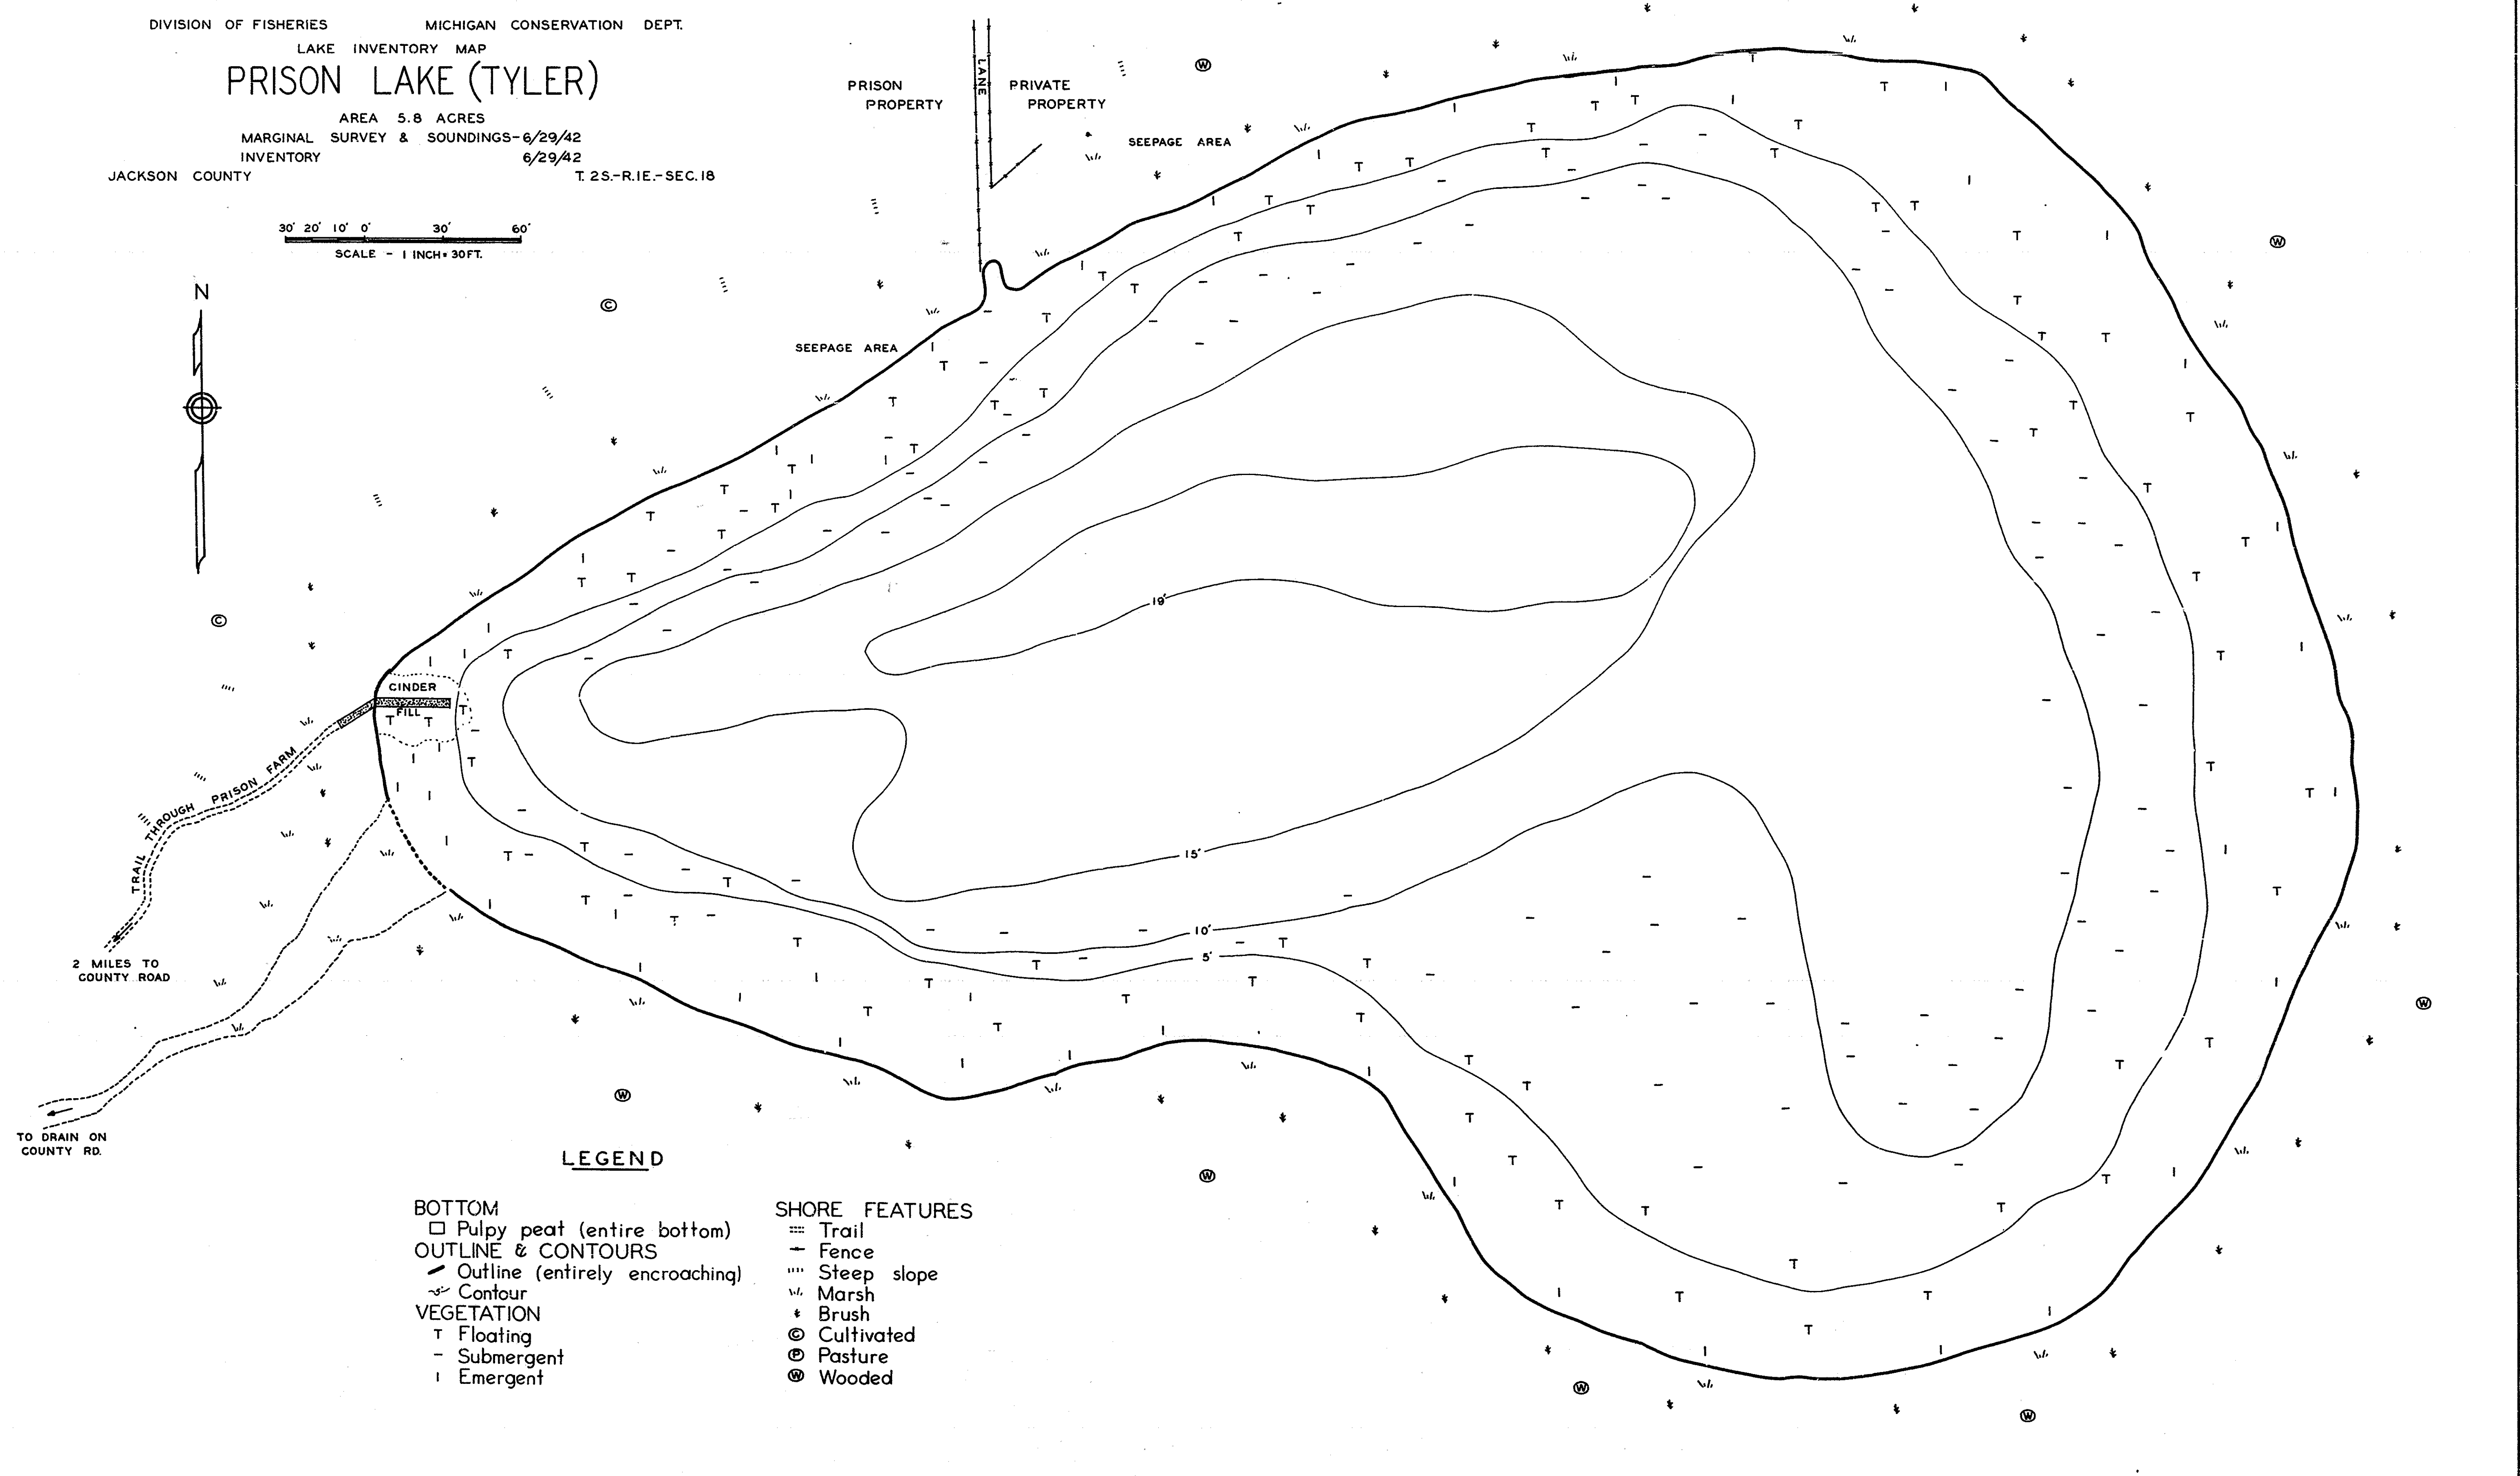 DIVISION OF FISHERIES MICHIGAN CONSERVATION DEPT.
LAKE INVENTORY MAP
PRISON LAKE (TYLER)
AREA 5.8 ACRES
MARGINAL SURVEY & SOUNDINGS-6/29/42
INVENTORY 6/29/42
JACKSON COUNTY T. 2S.-R.1E.-SEC.18
30' 20' 10' 0' 30' 60'
SCALE - 1 INCH = 30 FT.
N
LANE
PRISON PROPERTY
PRIVATE PROPERTY
SEEPAGE AREA
SEEPAGE AREA
CINDER
FILL
TRAIL THROUGH PRISON FARM
2 MILES TO
COUNTY ROAD
TO DRAIN ON
COUNTY RD.
19'
15'
10'
5'
LEGEND
BOTTOM
Pulpy peat (entire bottom)
OUTLINE & CONTOURS
Outline (entirely encroaching)
-5'- Contour
VEGETATION
T Floating
- Submergent
I Emergent
SHORE FEATURES
Trail
Fence
Steep slope
Marsh
Brush
C Cultivated
P Pasture
W Wooded